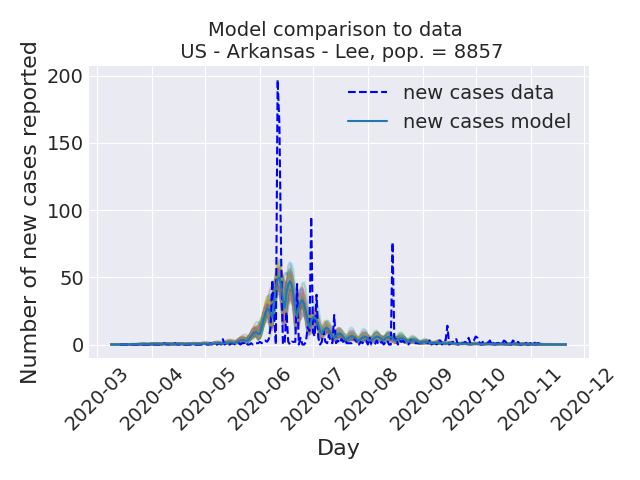 Model comparison to data
US - Arkansas - Lee, pop. = 8857
Number of new cases reported
200
150
100
50
0
new cases data
new cases model
2020-03
2020-04
2020-05
2020-06
2020-07
2020-08
2020-09
2020-10
2020-11
2020-12
Day